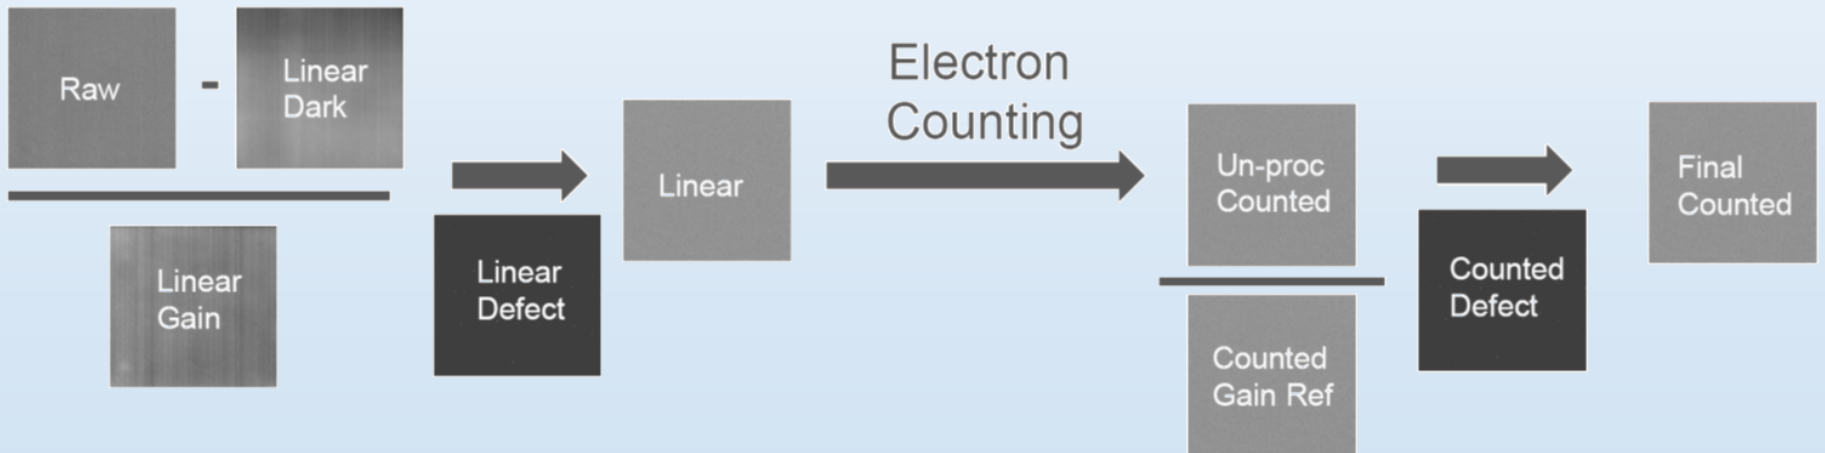 Raw
-
Linear
Dark
Linear
Gain
Linear
Defect
Linear
Electron
Counting
Un-proc
Counted
Counted
Gain Ref
Counted
Defect
Final
Counted